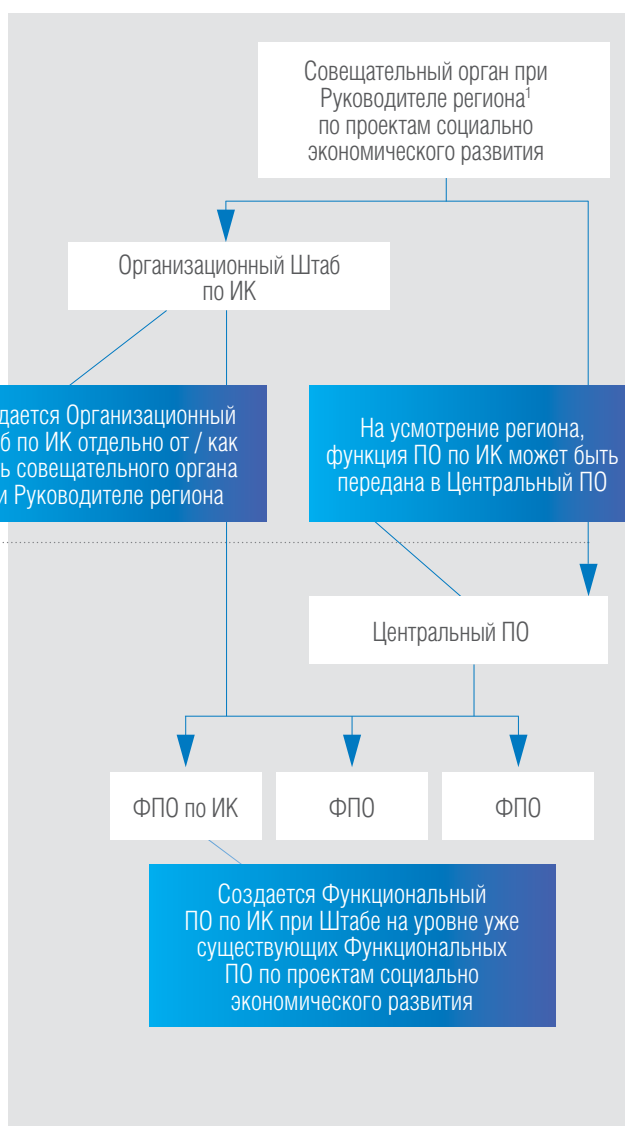 Совещательный орган при
Руководителе региона¹
по проектам социально
экономического развития
Организационный Штаб
по ИК
Организационный
по ИК отдельно от / как
совещательного органа
Руководителе региона
На усмотрение региона,
функция ПО по ИК может быть
передана в Центральный ПО
Центральный ПО
ФПО по ИК
ФПО
ФПО
Создается Функциональный
ПО по ИК при Штабе на уровне уже
существующих Функциональных
ПО по проектам социально
экономического развития